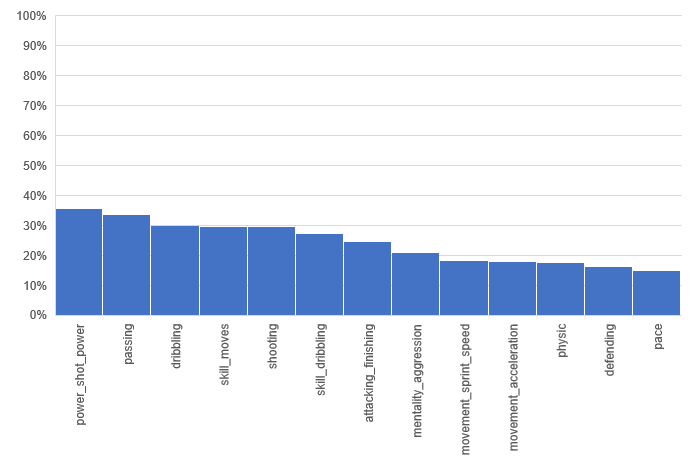 100%
90%
80%
70%
60%
50%
40%
30%
20%
10%
0%
power_shot_power
passing
dribbling
skill_moves
shooting
skill_dribbling
attacking_finishing
mentality_aggression
movement_sprint_speed
movement_acceleration
physic
defending
pace